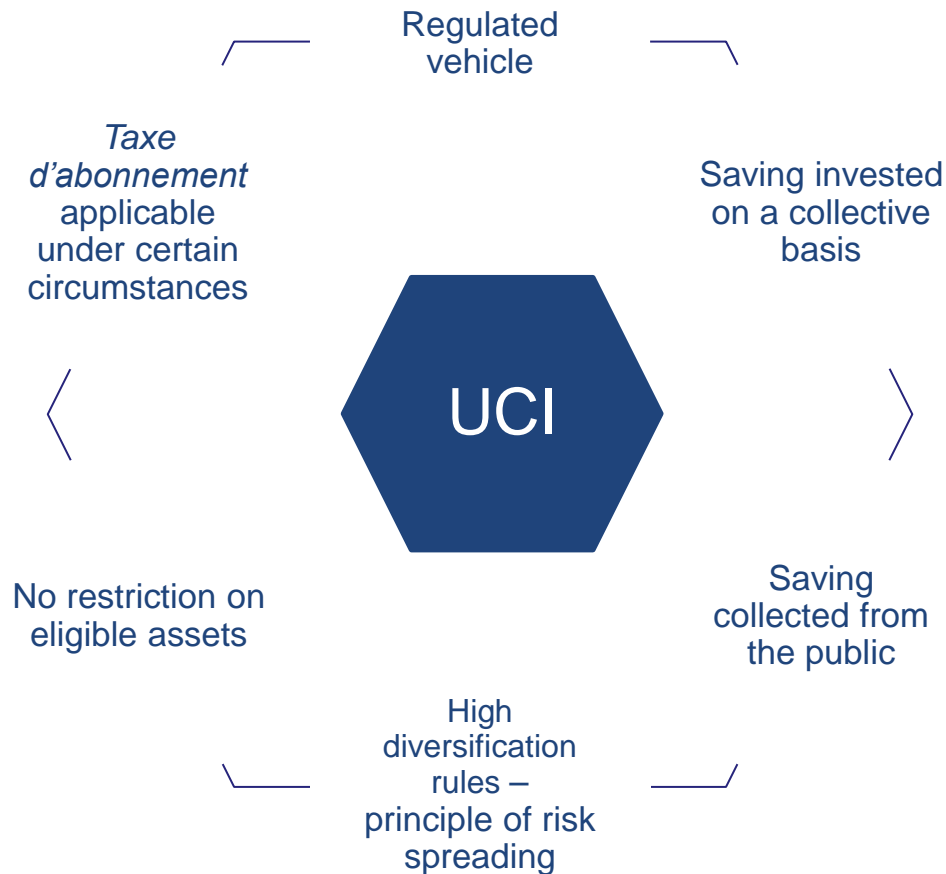 Regulated
vehicle
Taxe
d’abonnement
applicable
under certain
circumstances
Saving invested
on a collective
basis
UCI
No restriction on
eligible assets
Saving
collected from
the public
High
diversification
rules –
principle of risk
spreading